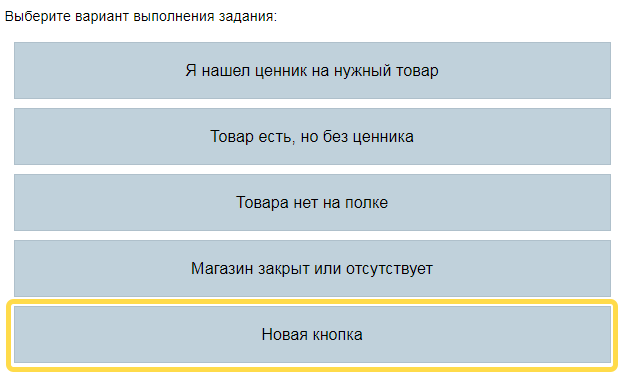 Выберите вариант выполнения задания:
Я нашел ценник на нужный товар
Товар есть, но без ценника
Товара нет на полке
Магазин закрыт или отсутствует
Новая кнопка